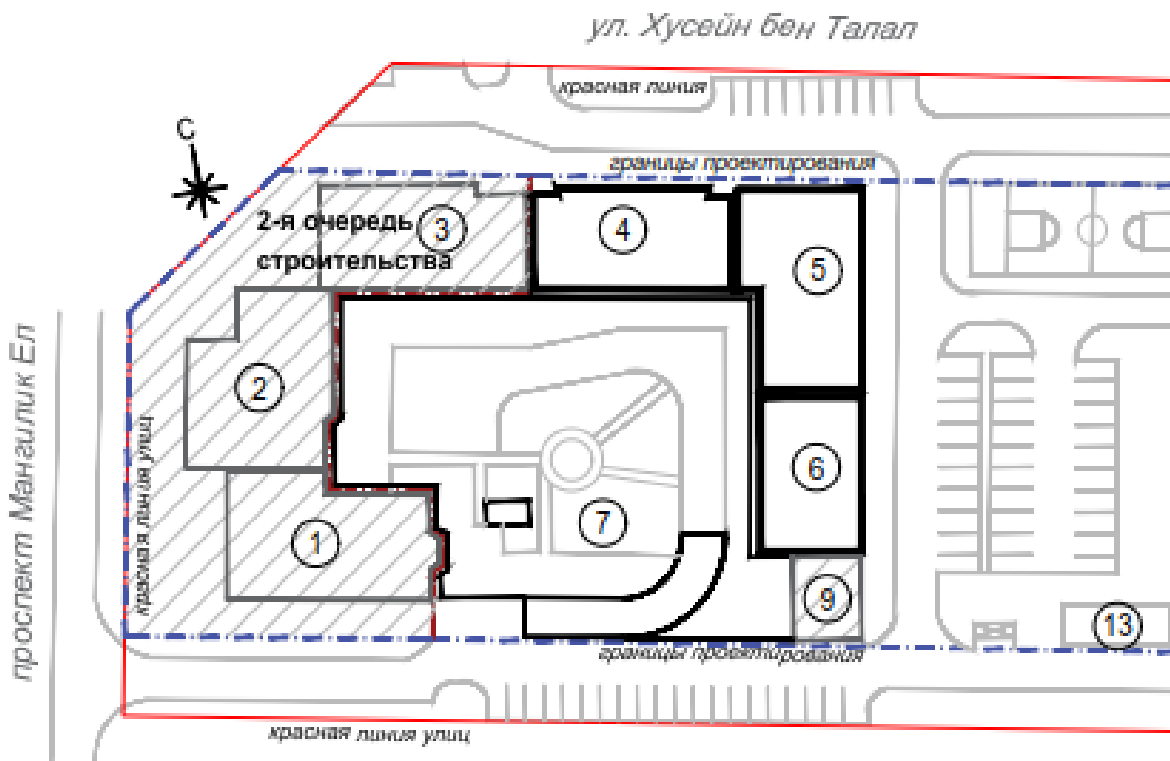 ул. Хусейн бен Талал
красная линия
С
границы проектирования
2-я очередь
строительства
3
4
5
2
6
1
7
9
13
проспект Мангилик Ел
красная линия улиц
границы проектирования
красная линия улиц